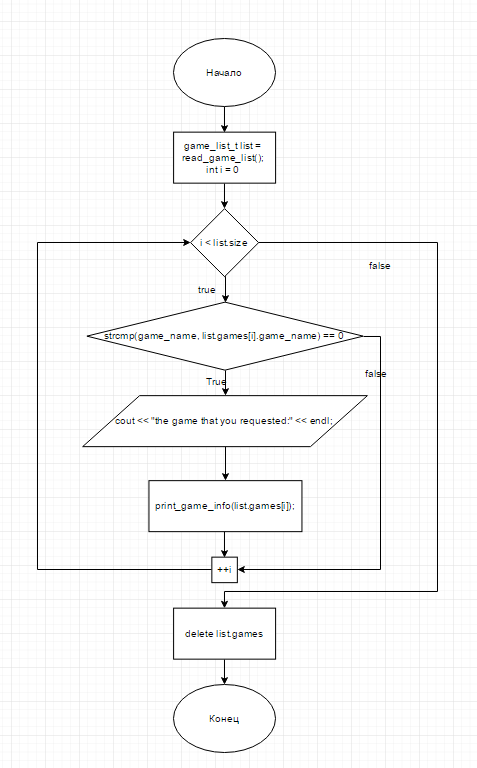 Начало
game_list_t list =
read_game_list();
int i = 0
i < list.size
false
true
strcmp(game_name, list.games[i].game_name) == 0
false
True
cout << "the game that you requested:" << endl;
print_game_info(list.games[i]);
++i
delete list.games
Конец